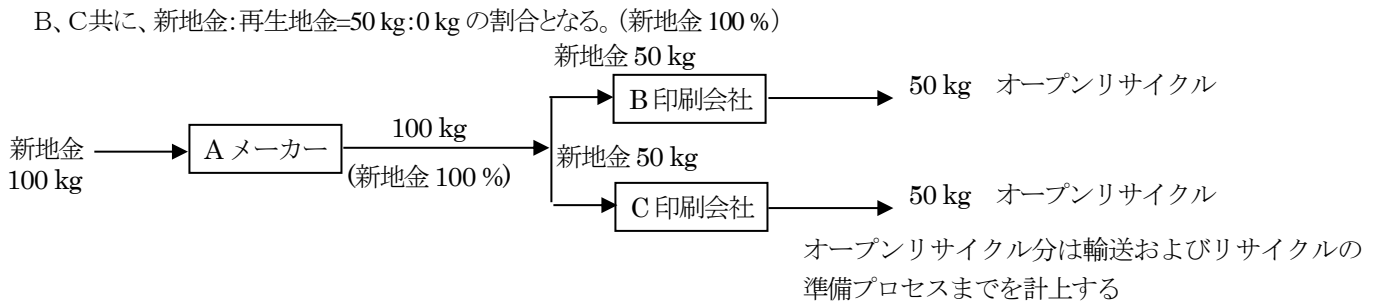 B、C共に、新地金:再生地金=50 kg:0 kg の割合となる。(新地金 100 %)
新地金 50 kg
B 印刷会社
50 kg オープンリサイクル
新地金
100 kg
A メーカー
100 kg
(新地金 100 %)
新地金 50 kg
C 印刷会社
50 kg オープンリサイクル
オープンリサイクル分は輸送およびリサイクルの
準備プロセスまでを計上する